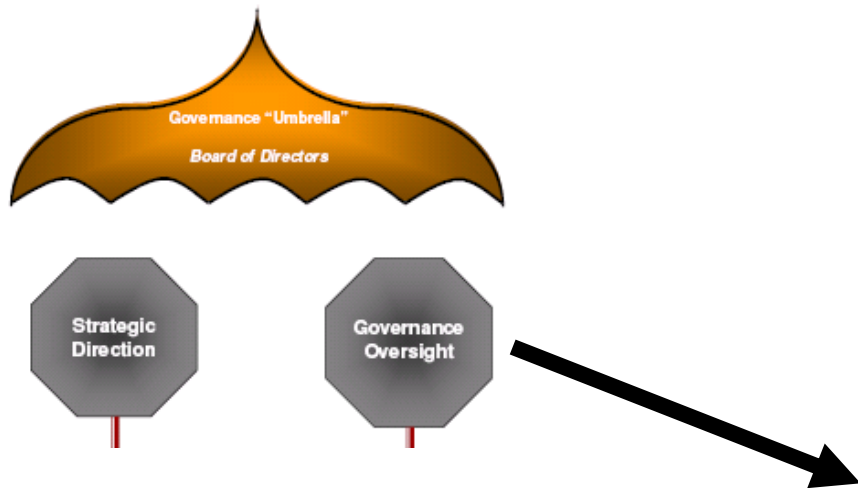 Governance “Umbrella”
Board of Directors
Strategic
Direction
Governance
Oversight